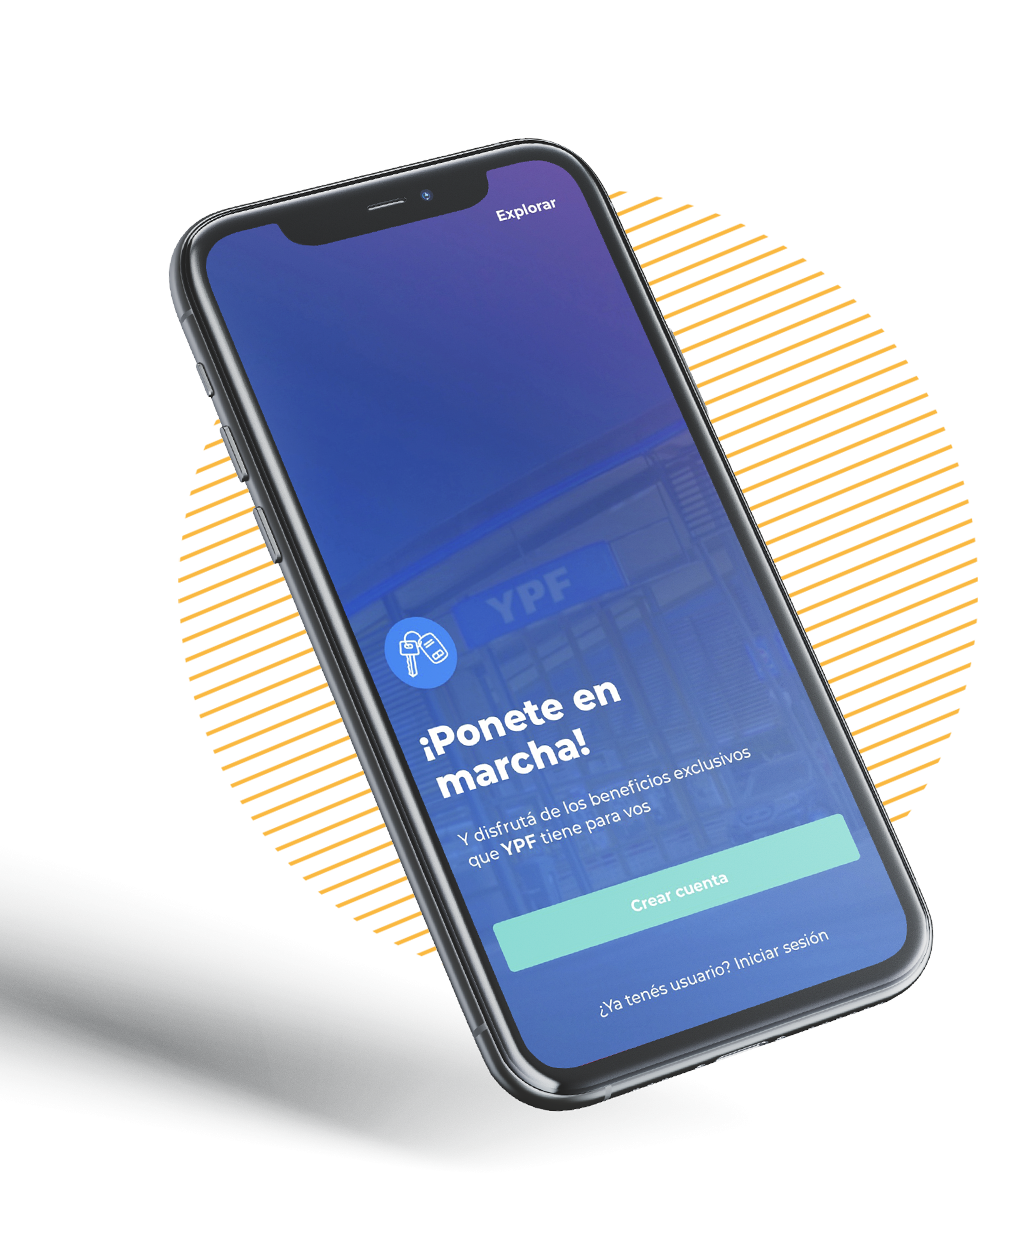 Explorar
YPF
¡Ponete en
marcha!
Y disfrutá de los beneficios exclusivos
que YPF tiene para vos
Crear cuenta
¿Ya tenés usuario? Iniciar sesión